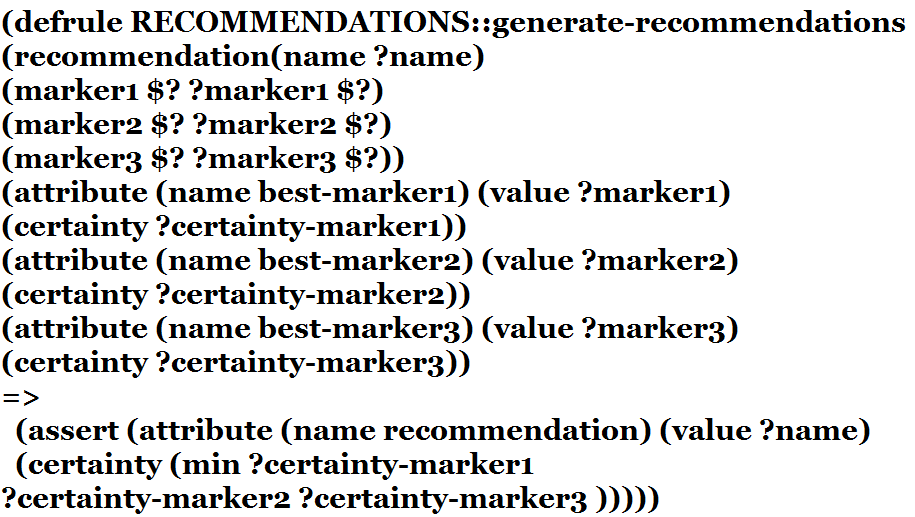 (defrule RECOMMENDATIONS::generate-recommendations
(recommendation(name ?name)
(marker1 $? ?marker1 $?)
(marker2 $? ?marker2 $?)
(marker3 $? ?marker3 $?))
(attribute (name best-marker1) (value ?marker1)
(certainty ?certainty-marker1))
(attribute (name best-marker2) (value ?marker2)
(certainty ?certainty-marker2))
(attribute (name best-marker3) (value ?marker3)
(certainty ?certainty-marker3))
=>
(assert (attribute (name recommendation) (value ?name)
(certainty (min ?certainty-marker1
?certainty-marker2 ?certainty-marker3 )))))